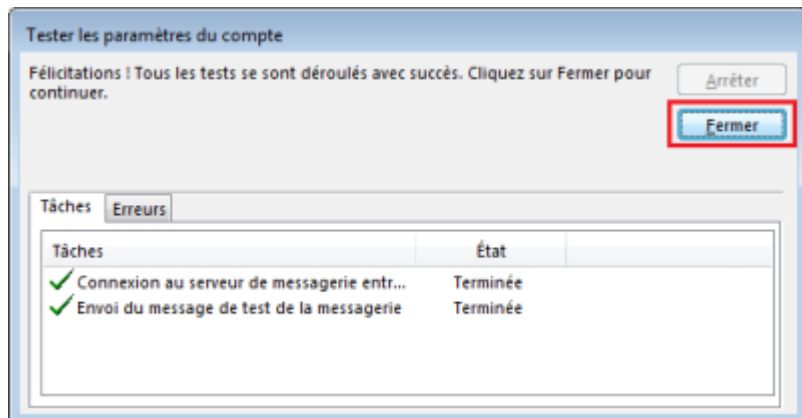 Tester les paramètres du compte
Félicitations ! Tous les tests se sont déroulés avec succès. Cliquez sur Fermer pour
continuer.
Arrêter
Fermer
Tâches Erreurs
Tâches État
Connexion au serveur de messagerie entr... Terminée
Envoi du message de test de la messagerie Terminée